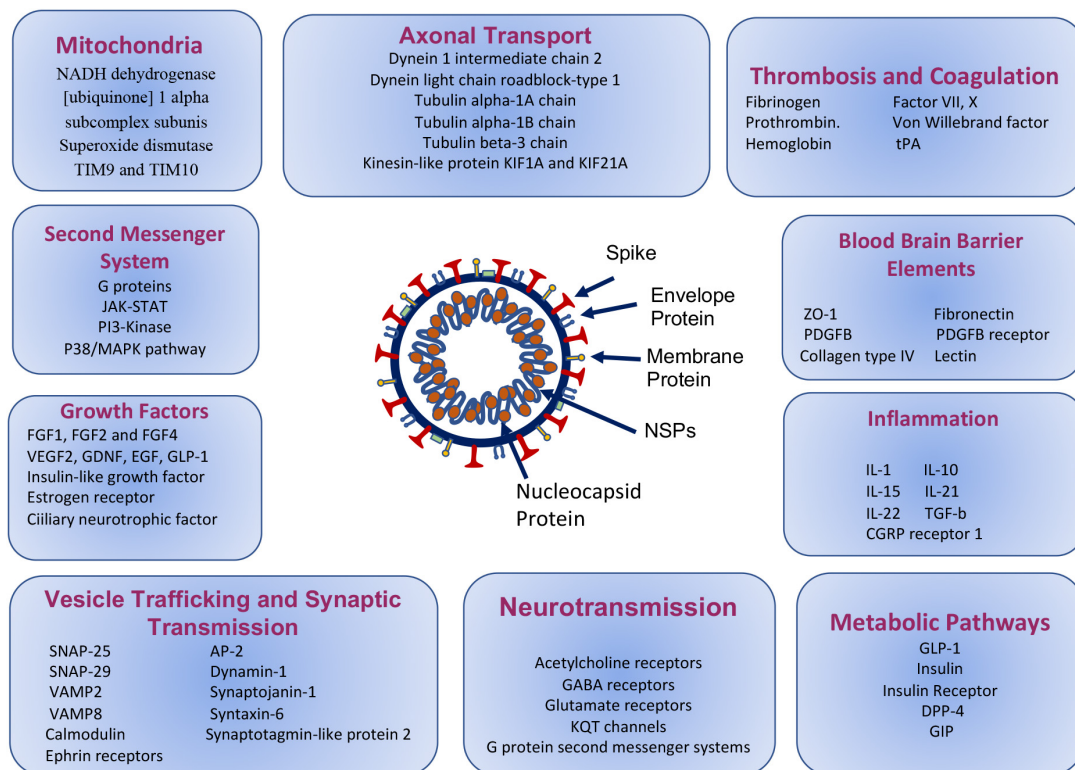 Mitochondria
NADH dehydrogenase
[ubiquinone] 1 alpha
subcomplex subunis
Superoxide dismutase
TIM9 and TIM10
Axonal Transport
Dynein 1 intermediate chain 2
Dynein light chain roadblock-type 1
Tubulin alpha-1A chain
Tubulin alpha-1B chain
Tubulin beta-3 chain
Kinesin-like protein KIF1A and KIF21A
Thrombosis and Coagulation
Fibrinogen Factor VII, X
Prothrombin. Von Willebrand factor
Hemoglobin tPA
Second Messenger
System
G proteins
JAK-STAT
PI3-Kinase
P38/MAPK pathway
Spike
Envelope
Protein
Membrane
Protein
NSPs
Nucleocapsid
Protein
Blood Brain Barrier
Elements
ZO-1 Fibronectin
PDGFB PDGFB receptor
Collagen type IV Lectin
Growth Factors
FGF1, FGF2 and FGF4
VEGF2, GDNF, EGF, GLP-1
Insulin-like growth factor
Estrogen receptor
Ciiliary neurotrophic factor
Inflammation
IL-1 IL-10
IL-15 IL-21
IL-22 TGF-b
CGRP receptor 1
Vesicle Trafficking and Synaptic
Transmission
SNAP-25 AP-2
SNAP-29 Dynamin-1
VAMP2 Synaptojanin-1
VAMP8 Syntaxin-6
Calmodulin Synaptotagmin-like protein 2
Ephrin receptors
Neurotransmission
Acetylcholine receptors
GABA receptors
Glutamate receptors
KQT channels
G protein second messenger systems
Metabolic Pathways
GLP-1
Insulin
Insulin Receptor
DPP-4
GIP